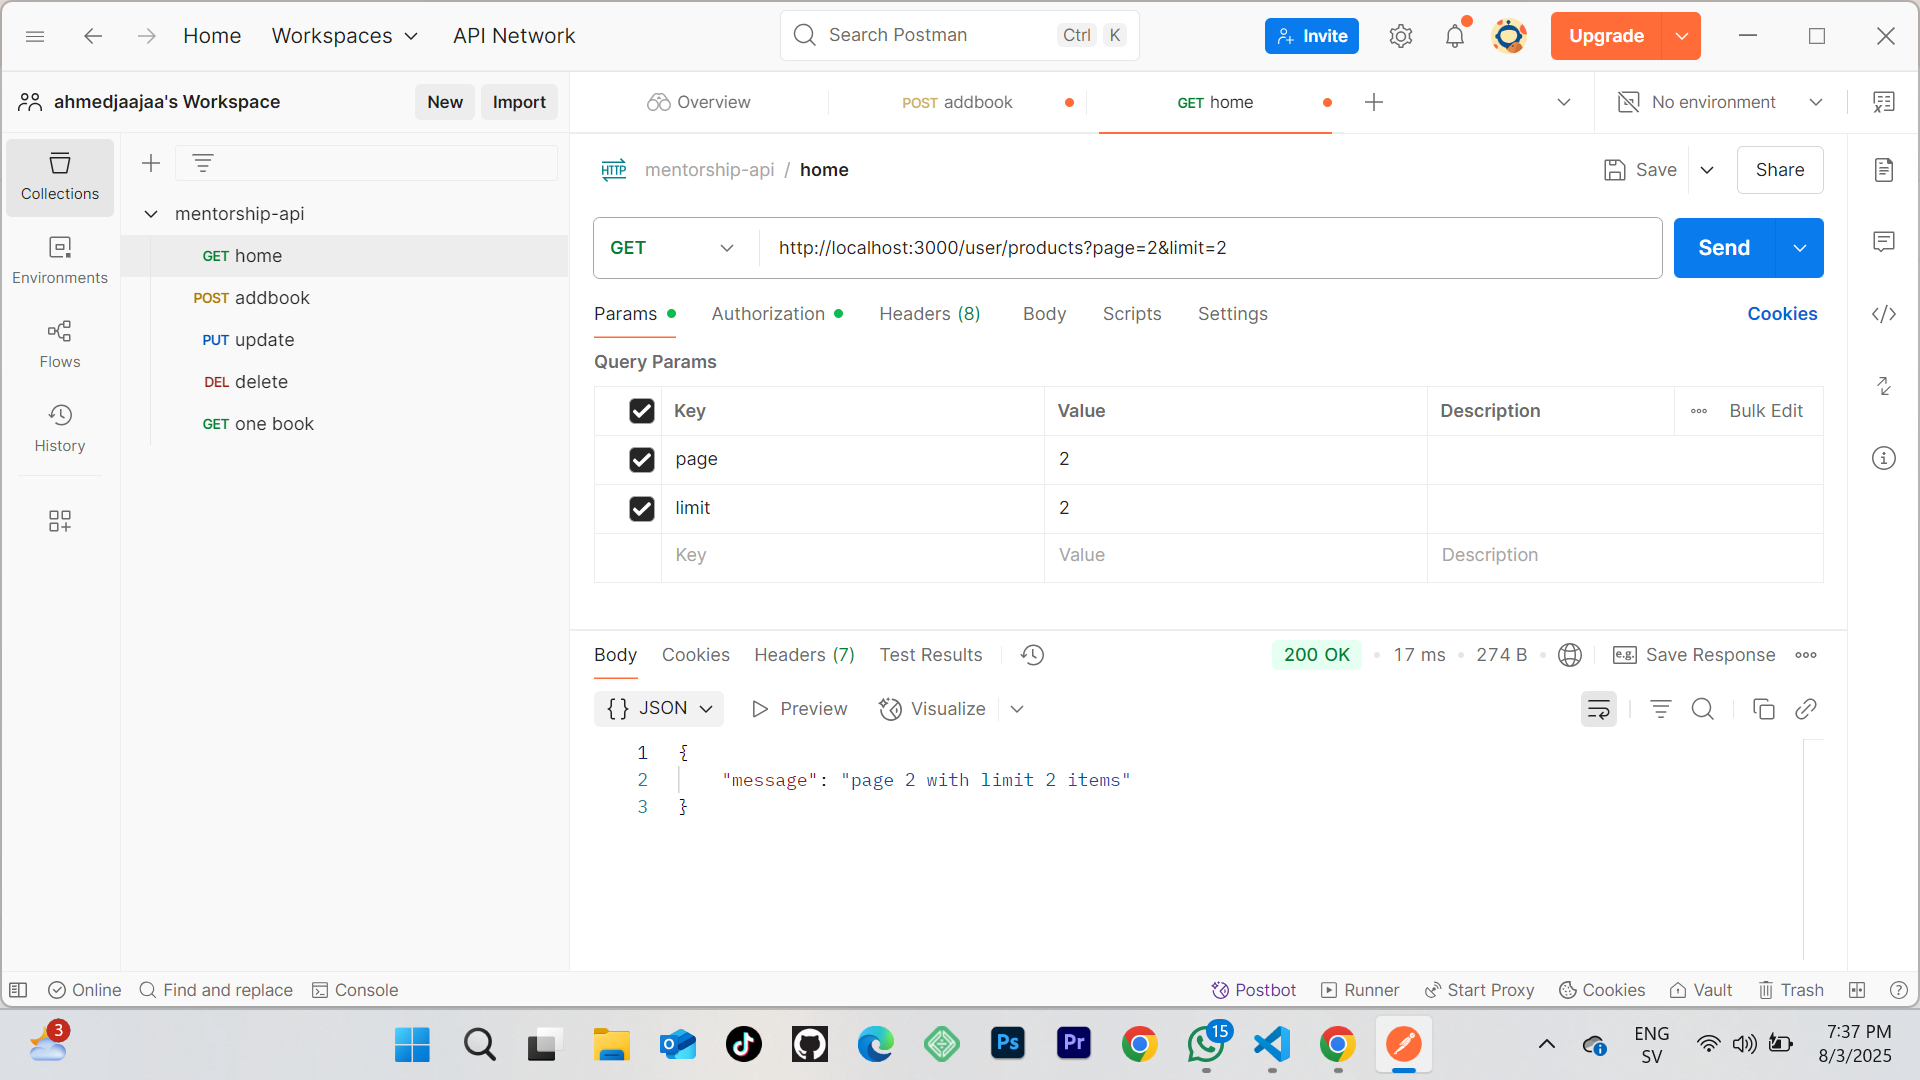 Home
Workspaces
API Network
Search Postman
Ctrl K
Invite
Upgrade
ahmedjaajaa's Workspace
New
Import
Overview
POST addbook
GET home
No environment
Collections
Environments
Flows
History
mentorship-api
GET home
POST addbook
PUT update
DEL delete
GET one book
HTTP
mentorship-api / home
Save
Share
GET
http://localhost:3000/user/products?page=2&limit=2
Send
Params
Authorization
Headers (8)
Body
Scripts
Settings
Cookies
Query Params
Key Value Description Bulk Edit
page 2
limit 2
Key Value Description
Body
Cookies
Headers (7)
Test Results
200 OK
17 ms
274 B
e.g.
Save Response
{} JSON
Preview
Visualize
1 {
2 "message": "page 2 with limit 2 items"
3 }
Online
Find and replace
Console
Postbot
Runner
Start Proxy
Cookies
Vault
Trash
3
Ps
Pr
15
ENG
SV
7:37 PM
8/3/2025